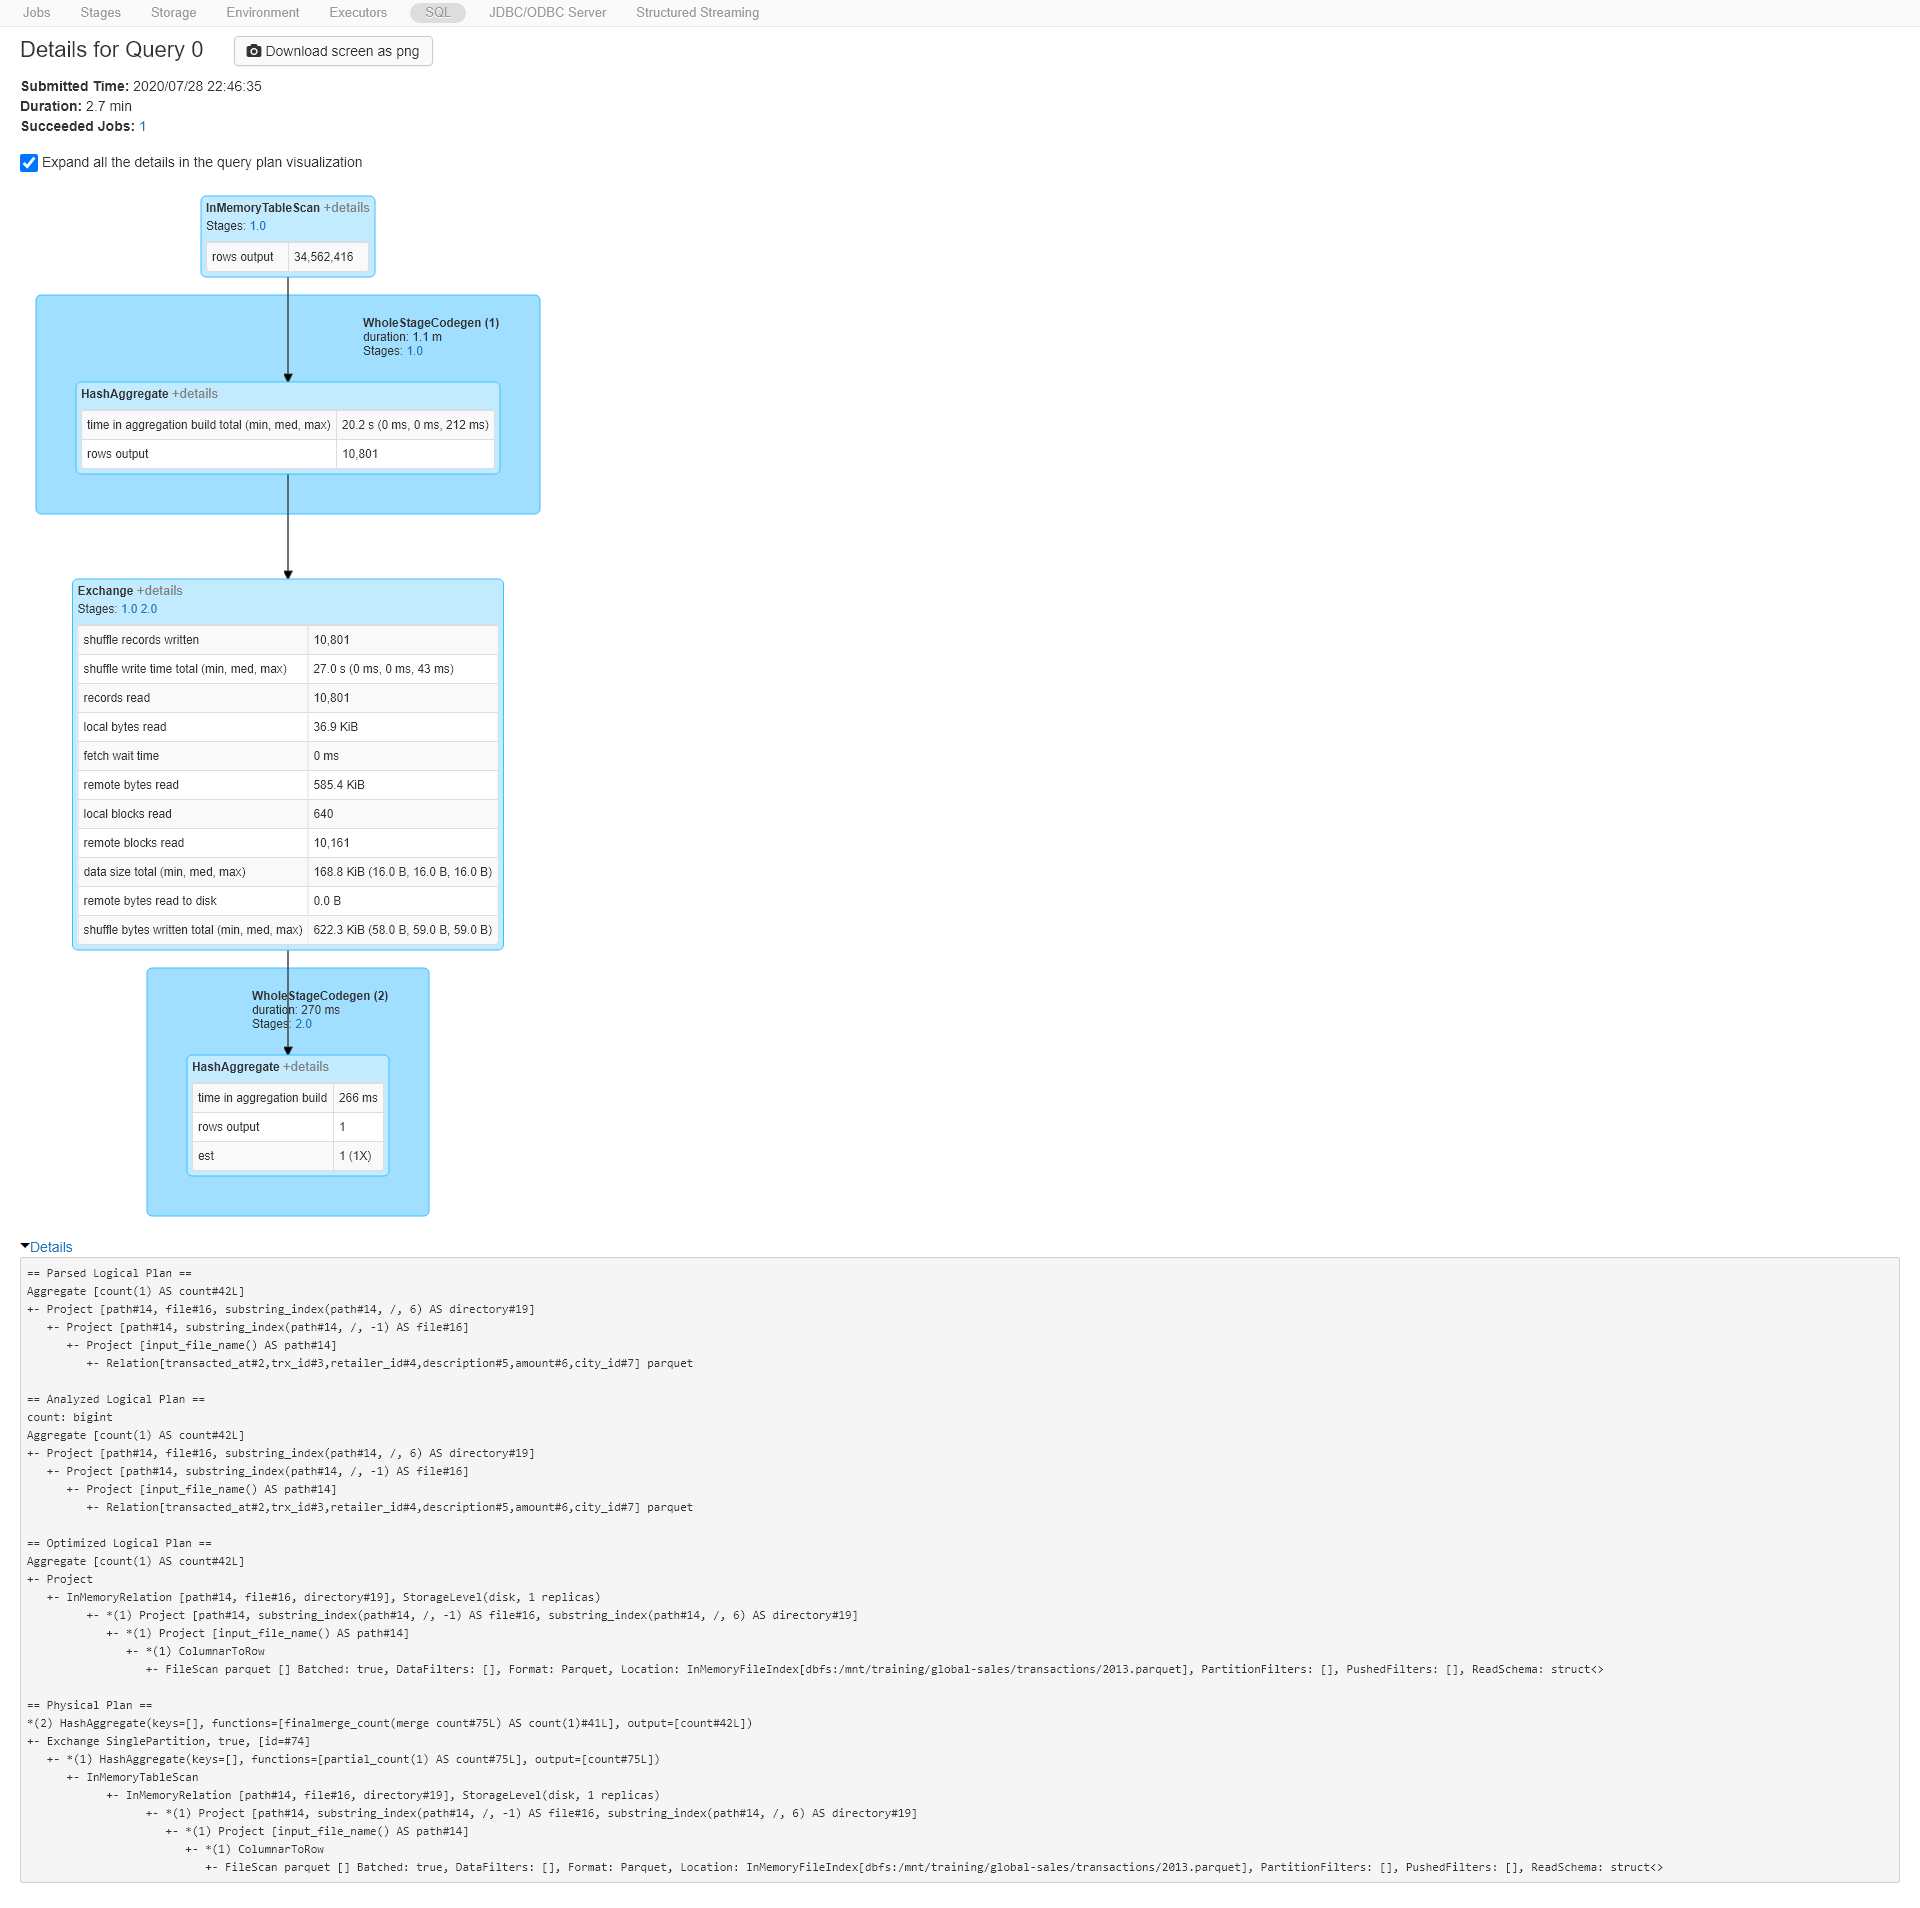 Jobs Stages Storage Environment Executors SQL JDBC/ODBC Server Structured Streaming
Details for Query 0 Download screen as png
Submitted Time: 2020/07/28 22:46:35
Duration: 2.7 min
Succeeded Jobs: 1
Expand all the details in the query plan visualization
InMemoryTableScan +details
Stages: 1.0
rows output 34,562,416
WholeStageCodegen (1)
duration: 1.1 m
Stages: 1.0
HashAggregate +details
time in aggregation build total (min, med, max) 20.2 s (0 ms, 0 ms, 212 ms)
rows output 10,801
Exchange +details
Stages: 1.0 2.0
shuffle records written 10,801
shuffle write time total (min, med, max) 27.0 s (0 ms, 0 ms, 43 ms)
records read 10,801
local bytes read 36.9 KiB
fetch wait time 0 ms
remote bytes read 585.4 KiB
local blocks read 640
remote blocks read 10,161
data size total (min, med, max) 168.8 KiB (16.0 B, 16.0 B, 16.0 B)
remote bytes read to disk 0.0 B
shuffle bytes written total (min, med, max) 622.3 KiB (58.0 B, 59.0 B, 59.0 B)
WholeStageCodegen (2)
duration: 270 ms
Stages: 2.0
HashAggregate +details
time in aggregation build 266 ms
rows output 1
est 1 (1X)
Details
== Parsed Logical Plan ==
Aggregate [count(1) AS count#42L]
+- Project [path#14, file#16, substring_index(path#14, /, 6) AS directory#19]
   +- Project [path#14, substring_index(path#14, /, -1) AS file#16]
      +- Project [input_file_name() AS path#14]
         +- Relation[transacted_at#2,trx_id#3,retailer_id#4,description#5,amount#6,city_id#7] parquet
== Analyzed Logical Plan ==
count: bigint
Aggregate [count(1) AS count#42L]
+- Project [path#14, file#16, substring_index(path#14, /, 6) AS directory#19]
   +- Project [path#14, substring_index(path#14, /, -1) AS file#16]
      +- Project [input_file_name() AS path#14]
         +- Relation[transacted_at#2,trx_id#3,retailer_id#4,description#5,amount#6,city_id#7] parquet
== Optimized Logical Plan ==
Aggregate [count(1) AS count#42L]
+- Project
   +- InMemoryRelation [path#14, file#16, directory#19], StorageLevel(disk, 1 replicas)
         +- *(1) Project [path#14, substring_index(path#14, /, -1) AS file#16, substring_index(path#14, /, 6) AS directory#19]
            +- *(1) Project [input_file_name() AS path#14]
               +- *(1) ColumnarToRow
                  +- FileScan parquet [] Batched: true, DataFilters: [], Format: Parquet, Location: InMemoryFileIndex[dbfs:/mnt/training/global-sales/transactions/2013.parquet], PartitionFilters: [], PushedFilters: [], ReadSchema: struct<>
== Physical Plan ==
*(2) HashAggregate(keys=[], functions=[finalmerge_count(merge count#75L) AS count(1)#41L], output=[count#42L])
+- Exchange SinglePartition, true, [id=#74]
   +- *(1) HashAggregate(keys=[], functions=[partial_count(1) AS count#75L], output=[count#75L])
      +- InMemoryTableScan
            +- InMemoryRelation [path#14, file#16, directory#19], StorageLevel(disk, 1 replicas)
                  +- *(1) Project [path#14, substring_index(path#14, /, -1) AS file#16, substring_index(path#14, /, 6) AS directory#19]
                     +- *(1) Project [input_file_name() AS path#14]
                        +- *(1) ColumnarToRow
                           +- FileScan parquet [] Batched: true, DataFilters: [], Format: Parquet, Location: InMemoryFileIndex[dbfs:/mnt/training/global-sales/transactions/2013.parquet], PartitionFilters: [], PushedFilters: [], ReadSchema: struct<>